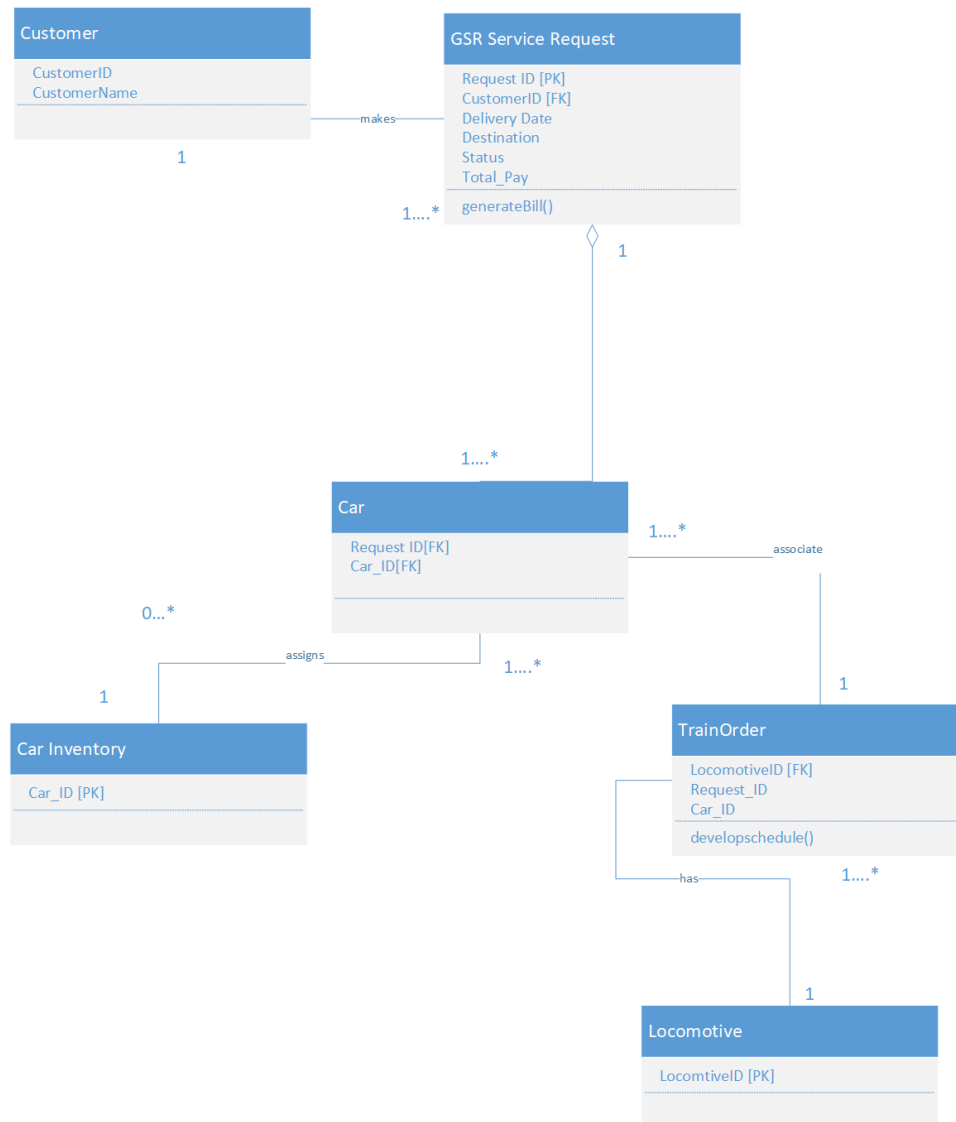 Customer
CustomerID
CustomerName
GSR Service Request
Request ID [PK]
CustomerID [FK]
Delivery Date
Destination
Status
Total_Pay
generateBill()
makes
1
1....*
1
1....*
Car
Request ID[FK]
Car_ID[FK]
1....*
associate
0...*
assigns
1....*
1
1
Car Inventory
Car_ID [PK]
TrainOrder
LocomotiveID [FK]
Request_ID
Car_ID
developschedule()
1....*
has
1
Locomotive
LocomtiveID [PK]